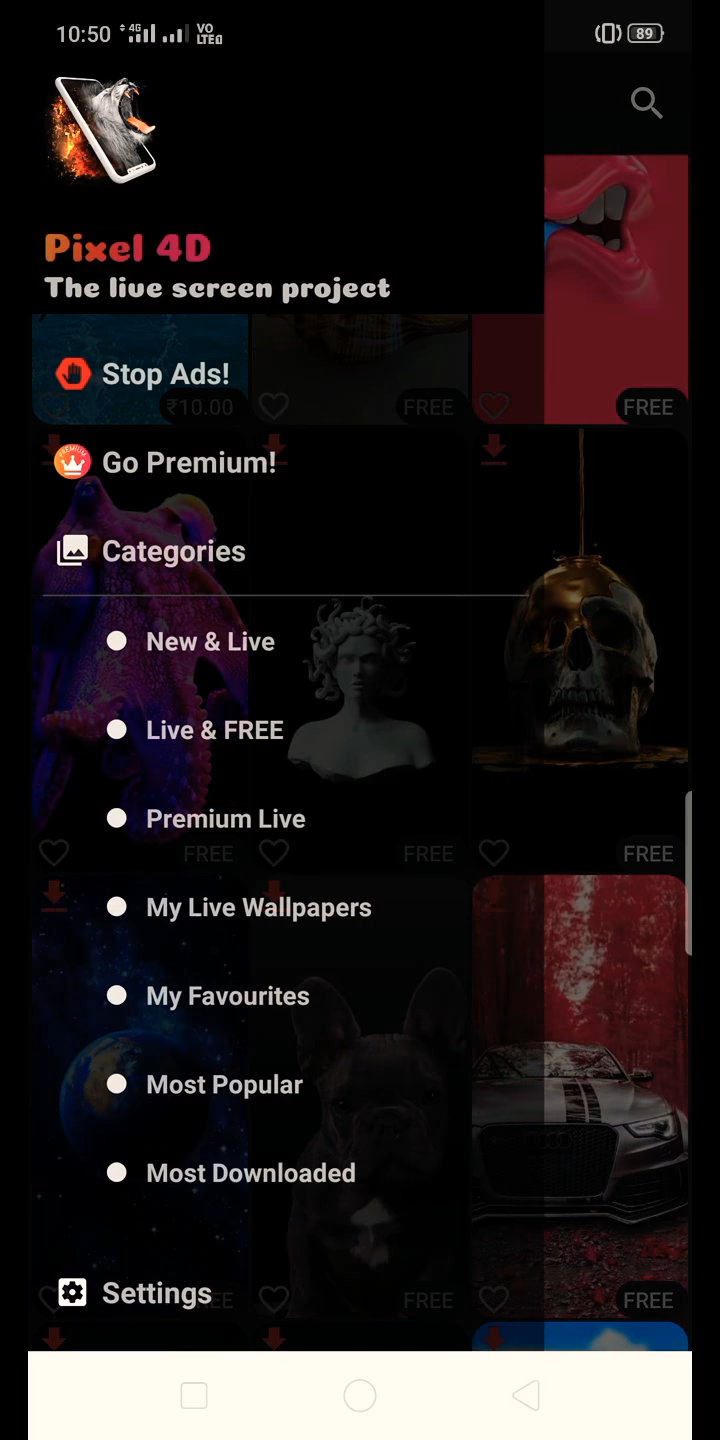 10:50 4G VO LTE 89
Pixel 4D
The live screen project
Stop Ads!
₹10.00
FREE
FREE
Go Premium!
Categories
New & Live
Live & FREE
Premium Live
FREE
FREE
FREE
My Live Wallpapers
My Favourites
Most Popular
Most Downloaded
Settings
FREE
FREE